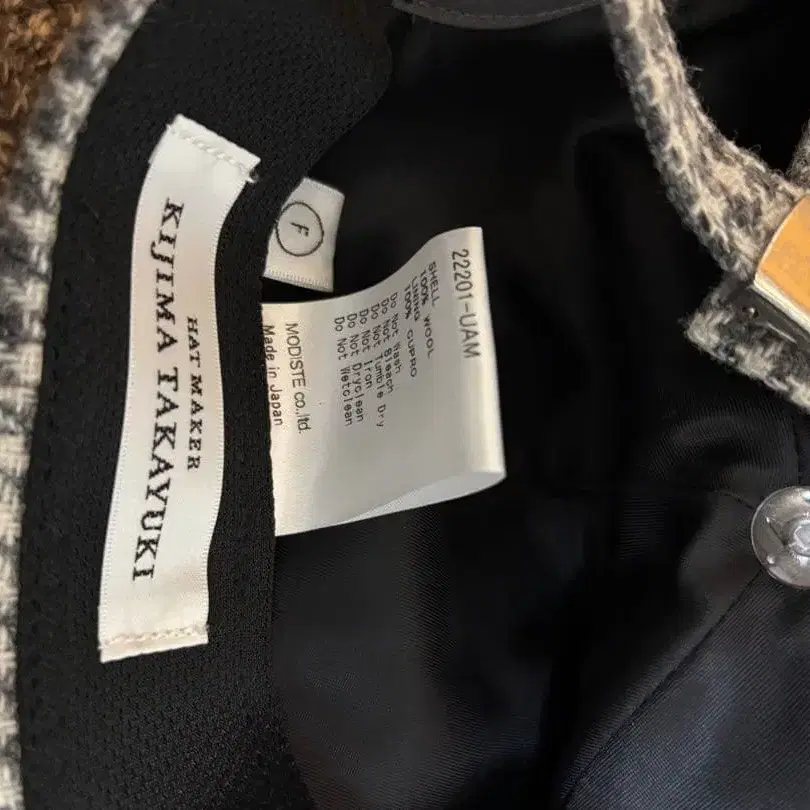 HAT MAKER
KIJIMA TAKAYUKI
F
22201-UAM
SHELL
100% WOOL
LINING
100% CUPRO
Do Not Wash
Do Not Bleach
Do Not Tumble Dry
Do Not Iron
Do Not Dryclean
Do Not Wetclean
MODISTE co.,ltd.
Made in Japan